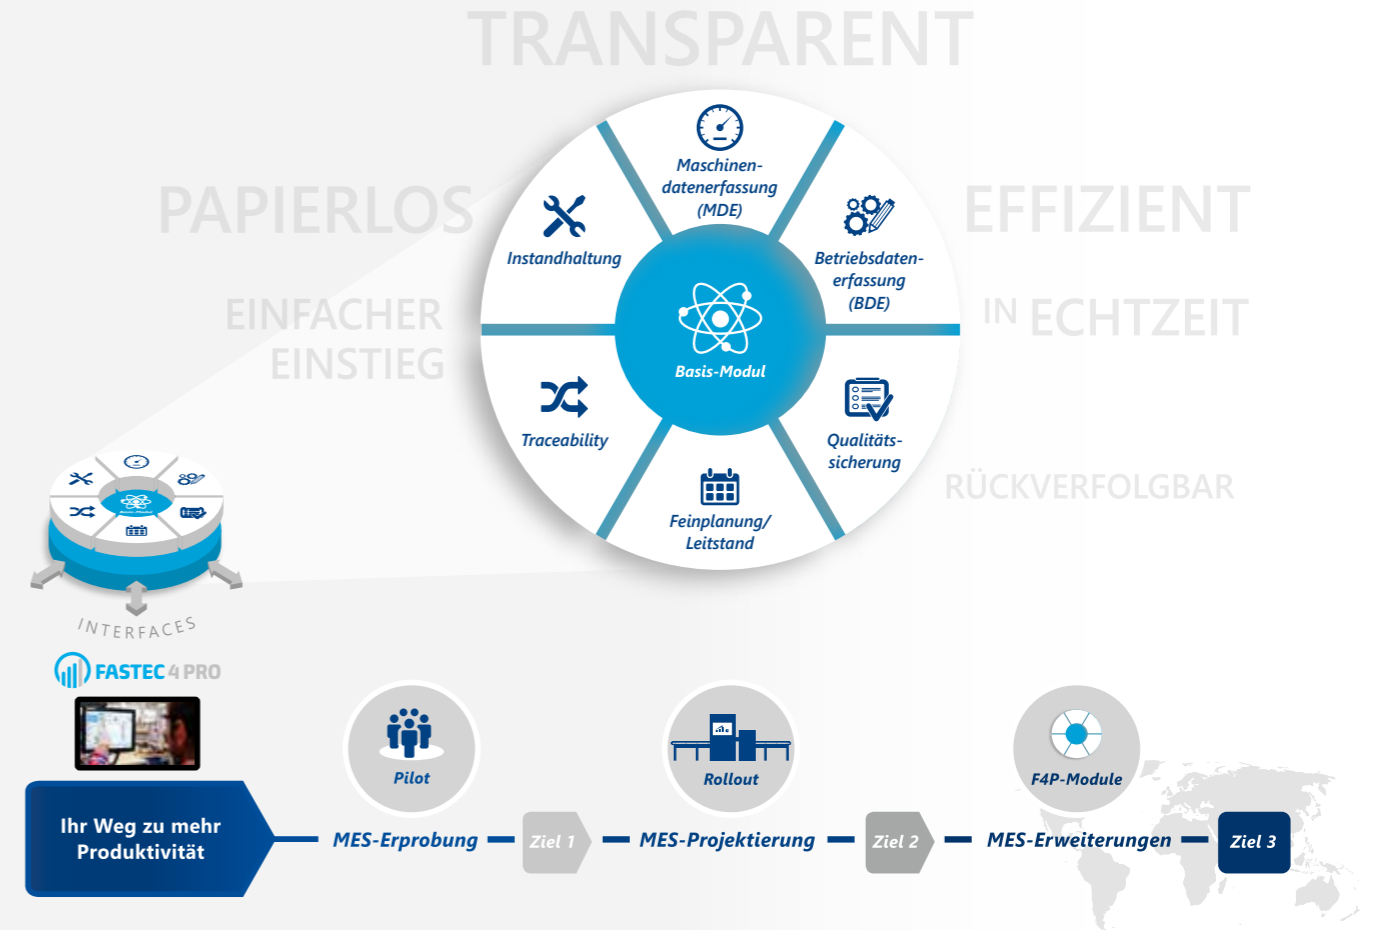 TRANSPARENT
PAPIERLOS
EFFIZIENT
EINFACHER
EINSTIEG
IN ECHTZEIT
RÜCKVERFOLGBAR
Maschinen-
datenerfassung
(MDE)
Betriebsdaten-
erfassung
(BDE)
Qualitäts-
sicherung
Feinplanung/
Leitstand
Traceability
Instandhaltung
Basis-Modul
Basis-Modul
INTERFACES
FASTEC 4 PRO
Pilot
Rollout
F4P-Module
Ihr Weg zu mehr
Produktivität
MES-Erprobung
Ziel 1
MES-Projektierung
Ziel 2
MES-Erweiterungen
Ziel 3